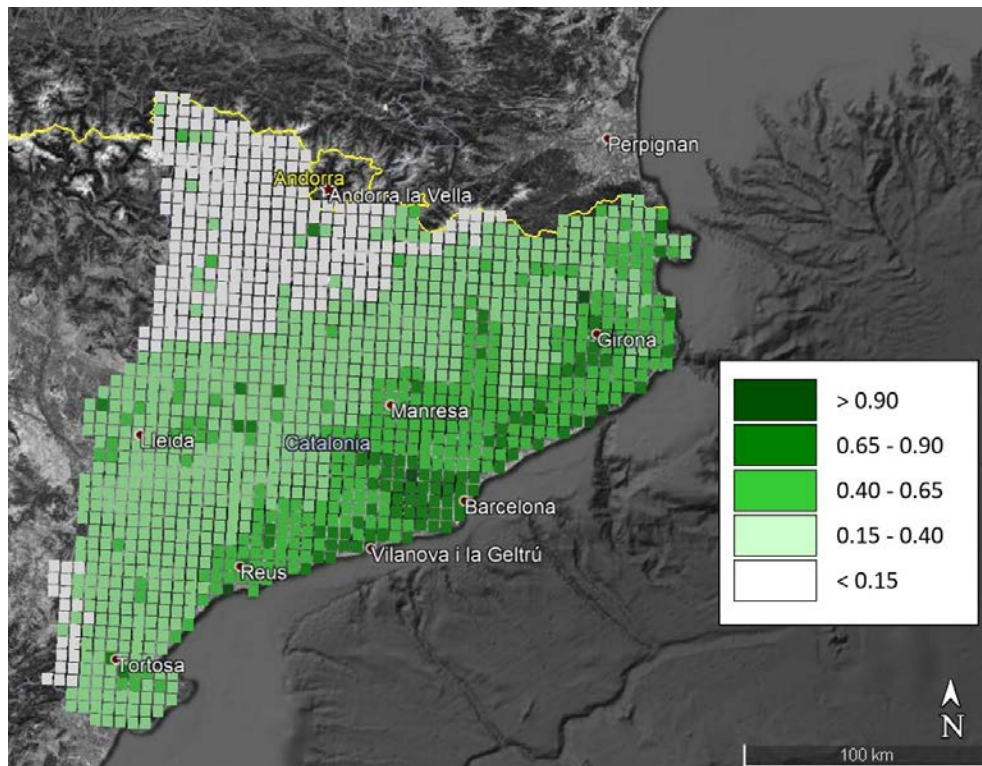 Perpignan
Andorra
Andorra la Vella
Girona
Manresa
Lleida
Catalonia
Barcelona
Vilanova i la Geltrú
Reus
Tortosa
> 0.90
0.65 - 0.90
0.40 - 0.65
0.15 - 0.40
< 0.15
N
100 km